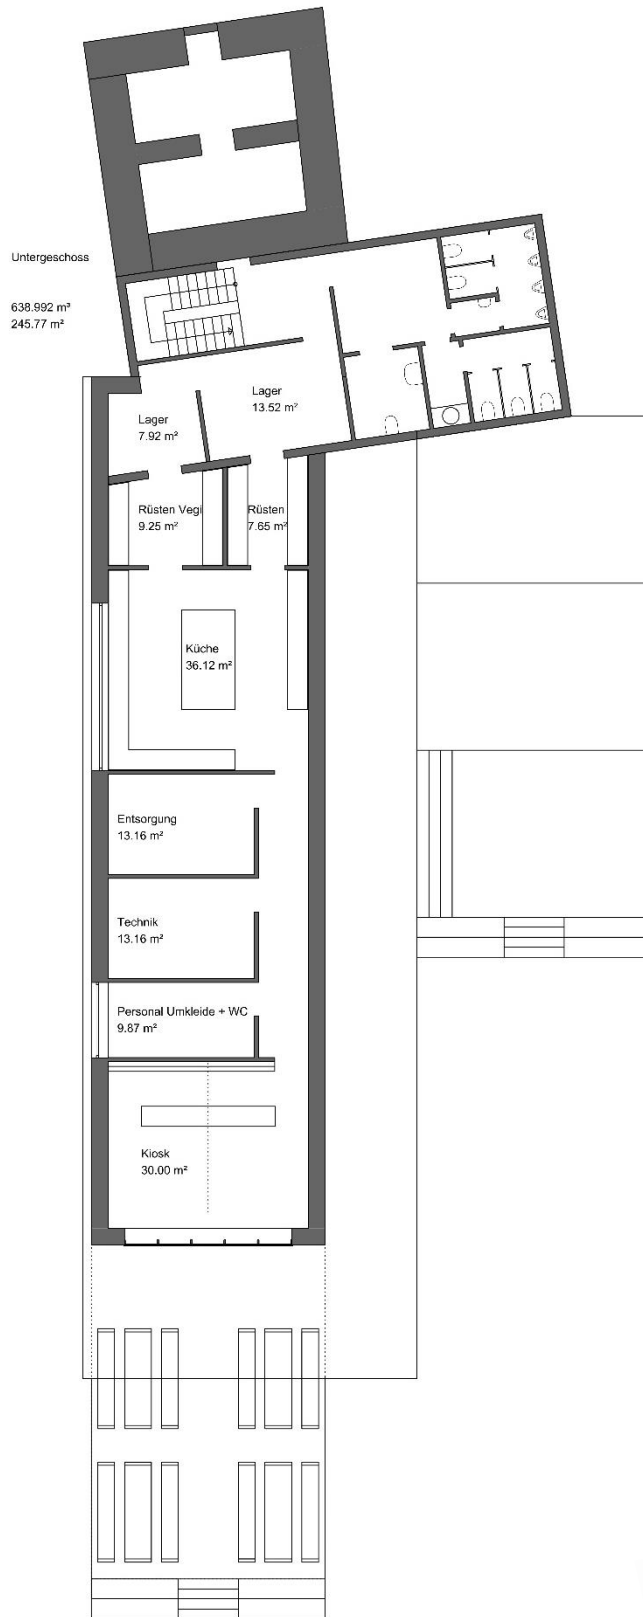 Untergeschoss
638.992 m²
245.77 m²
Lager
13.52 m²
Lager
7.92 m²
Rüsten Vegi
9.25 m²
Rüsten
7.65 m²
Küche
36.12 m²
Entsorgung
13.16 m²
Technik
13.16 m²
Personal Umkleide + WC
9.87 m²
Kiosk
30.00 m²